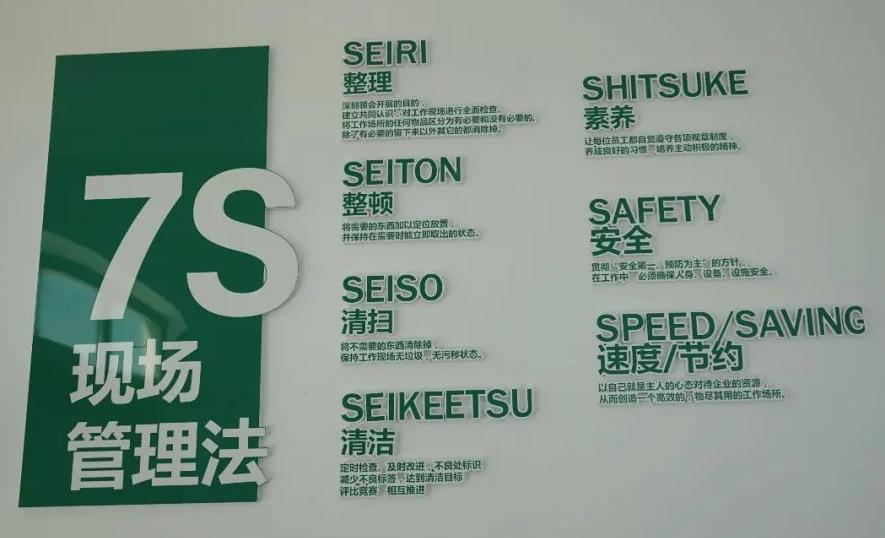 7S
现场
管理法
SEIRI
整理
深刻领会开展的目的，
建立共同认识，对工作现场进行全面检查。
将工作场所的任何物品区分为有必要和没有必要的，
除了有必要的留下来以外其它的都消除掉。
SEITON
整顿
将需要的东西加以定位放置，
并保持在需要时能立即取出的状态。
SEISO
清扫
将不需要的东西清除掉，
保持工作现场无垃圾，无污秽状态。
SEIKEETSU
清洁
定时检查、及时改进，不良处标识
减少不良标签，达到清洁目标
评比竞赛 相互推进
SHITSUKE
素养
让每位员工都自觉遵守各项规章制度，
养成良好的习惯，培养主动积极的精神。
SAFETY
安全
贯彻“安全第一、预防为主”的方针，
在工作中 必须确保人身、设备、设施安全。
SPEED/SAVING
速度/节约
以自己就是主人的心态对待企业的资源，
从而创造一个高效的，物尽其用的工作场所。